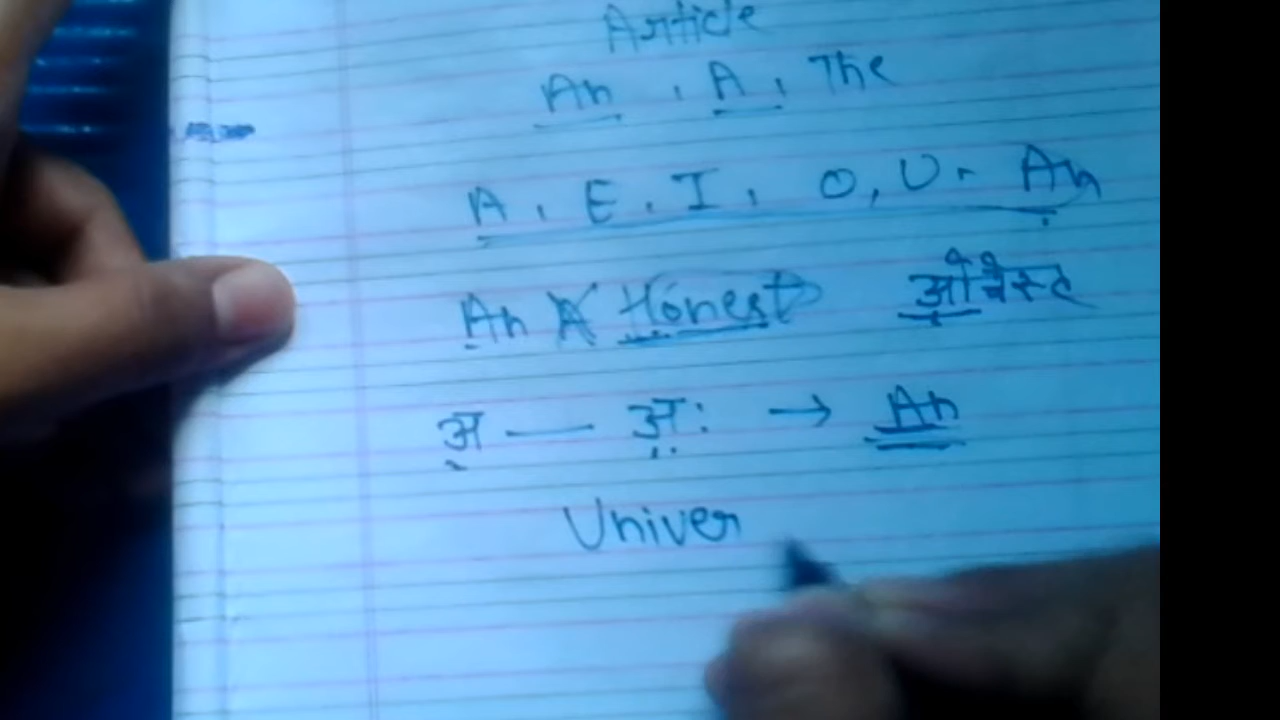 Article
An , A , The
A , E , I , O , U - An
An A Honest ऑनेस्ट
अ — अः → An
Univer